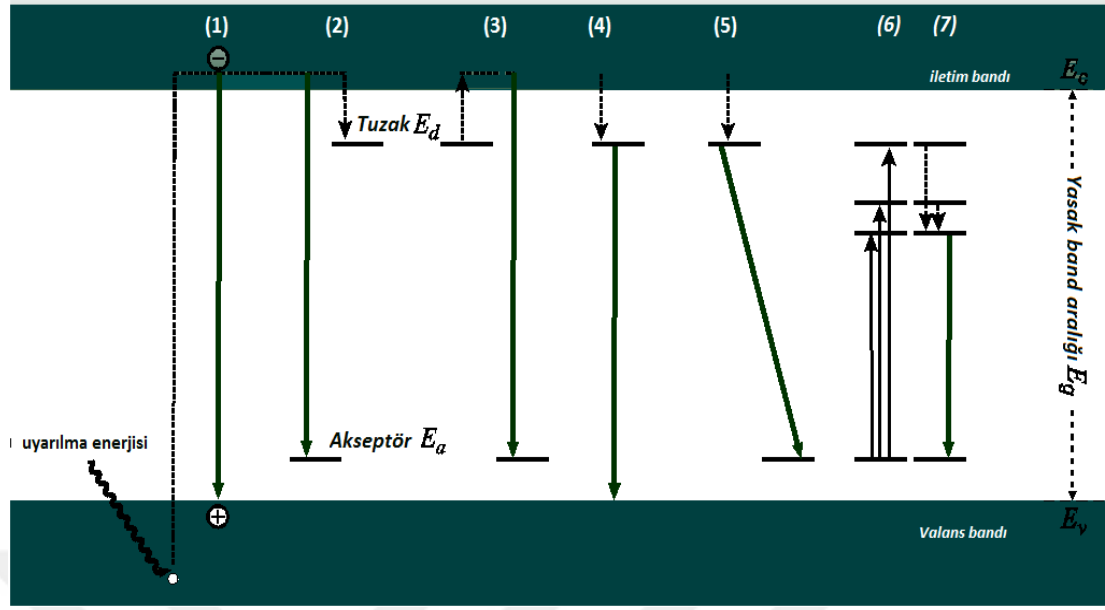 (1) (2) (3) (4) (5) (6) (7)
−
iletim bandı E_c
Tuzak E_d
Yasak band aralığı E_g
Akseptör E_a
uyarılma enerjisi
+
E_v
Valans bandı